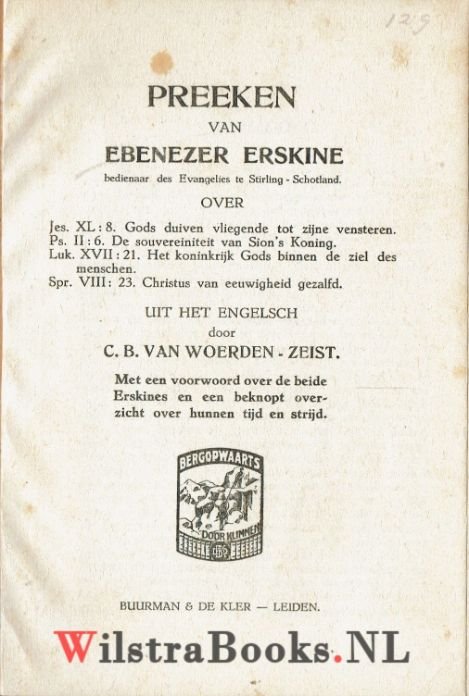 129
PREEKEN
VAN
EBENEZER ERSKINE
bedienaar des Evangelies te Stirling - Schotland.
OVER
Jes. XL : 8. Gods duiven vliegende tot zijne vensteren.
Ps. II : 6. De souvereiniteit van Sion's Koning.
Luk. XVII : 21. Het koninkrijk Gods binnen de ziel des
menschen.
Spr. VIII : 23. Christus van eeuwigheid gezalfd.
UIT HET ENGELSCH
door
C. B. VAN WOERDEN - ZEIST.
Met een voorwoord over de beide
Erskines en een beknopt over-
zicht over hunnen tijd en strijd.
BERGOPWAARTS
DOOR KLIMMEN
BUURMAN & DE KLER — LEIDEN.
WilstraBooks.NL